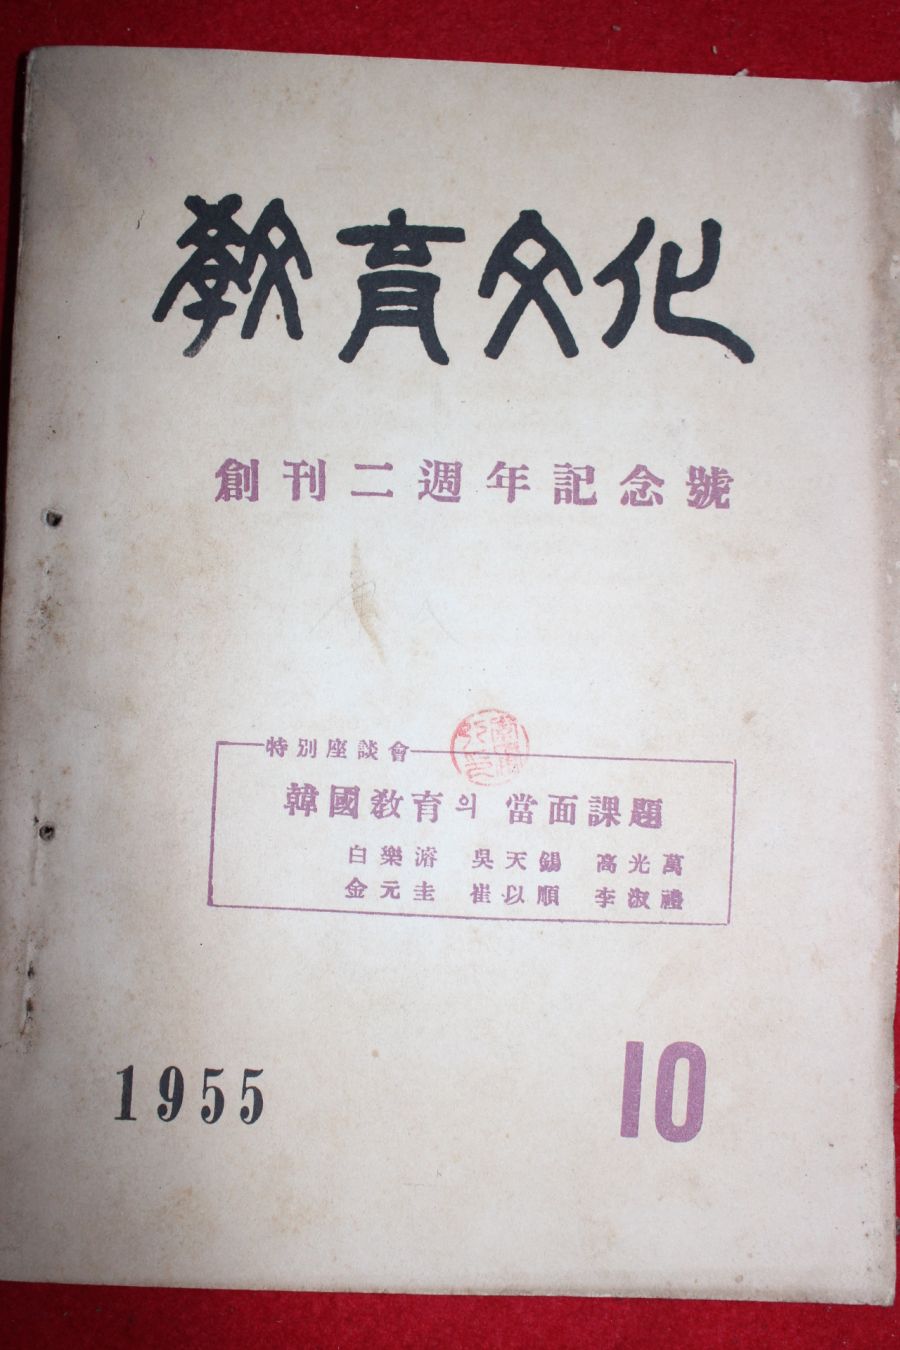 敎育文化
創刊二週年記念號
特別座談會
韓國敎育의 當面課題
白樂濬 吳天錫 高光萬
金元圭 崔以順 李淑禮
1955 10